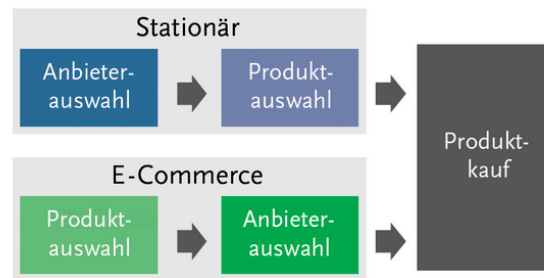 Stationär
Anbieter-
auswahl
Produkt-
auswahl
E-Commerce
Produkt-
auswahl
Anbieter-
auswahl
Produkt-
kauf